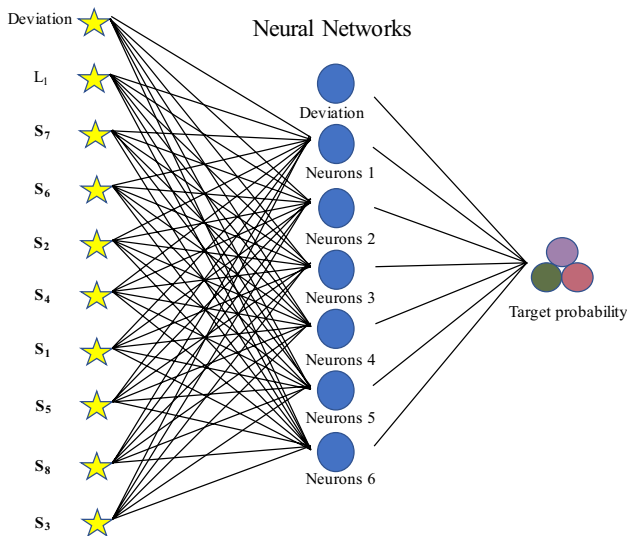 Neural Networks
Deviation
L₁
S₇
S₆
S₂
S₄
S₁
S₅
S₈
S₃
Deviation
Neurons 1
Neurons 2
Neurons 3
Neurons 4
Neurons 5
Neurons 6
Target probability